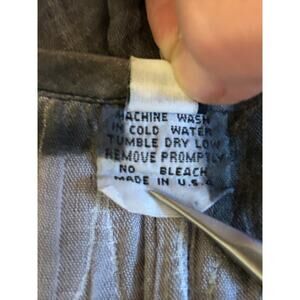 MACHINE WASH
IN COLD WATER
TUMBLE DRY LOW
REMOVE PROMPTLY
NO BLEACH
MADE IN U.S.A